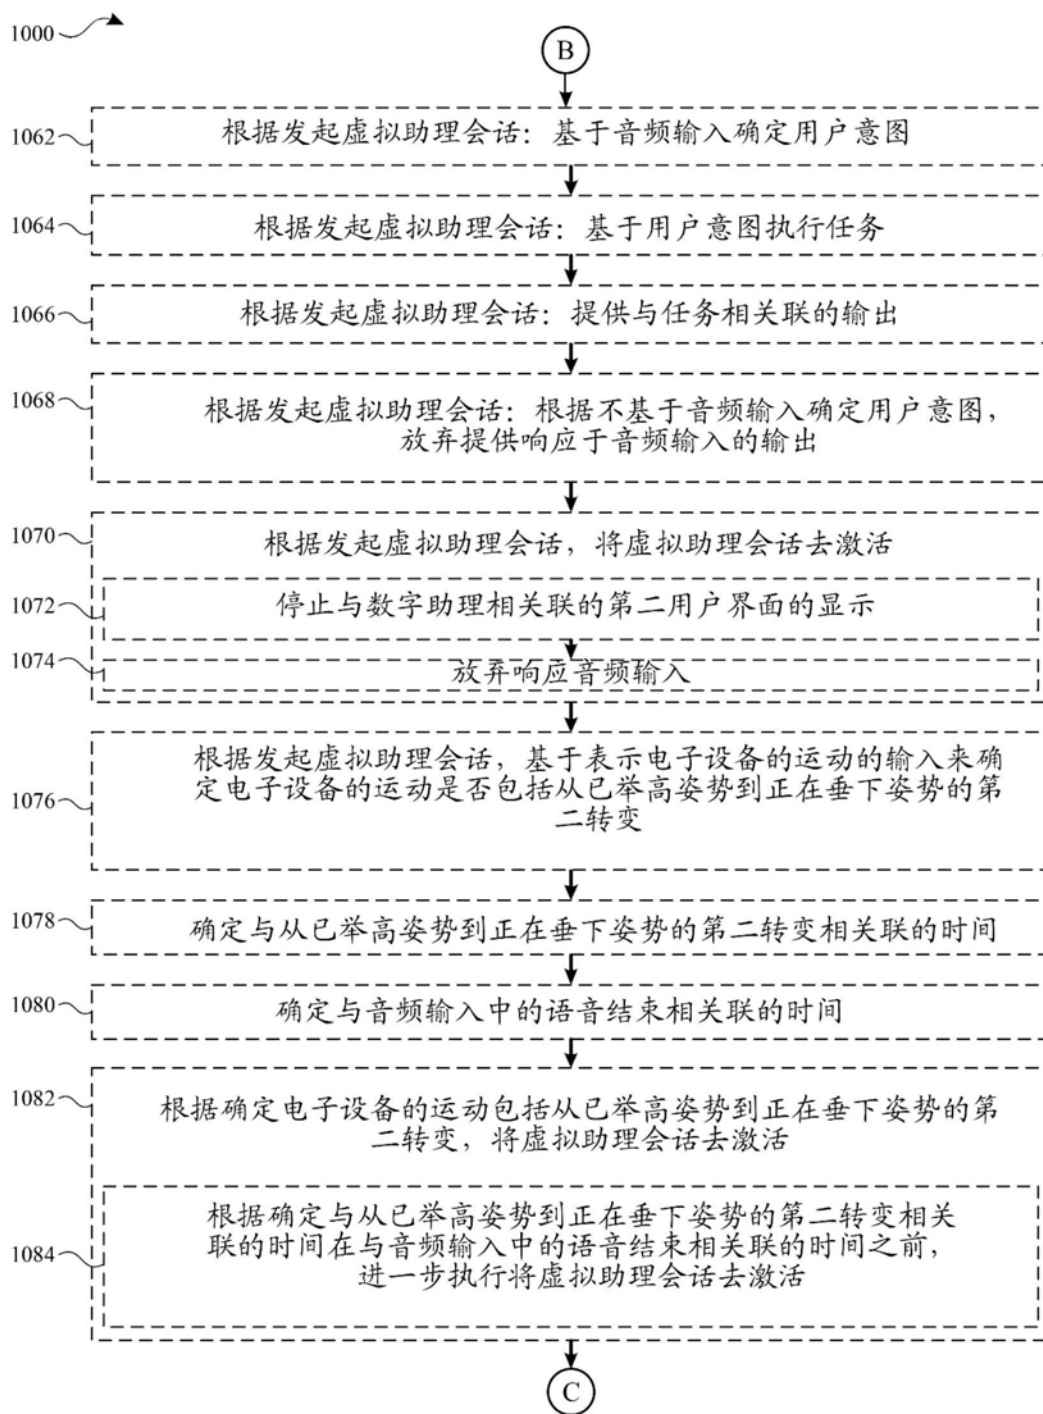 1000
B
1062
根据发起虚拟助理会话：基于音频输入确定用户意图
1064
根据发起虚拟助理会话：基于用户意图执行任务
1066
根据发起虚拟助理会话：提供与任务相关联的输出
1068
根据发起虚拟助理会话：根据不基于音频输入确定用户意图，
放弃提供响应于音频输入的输出
1070
根据发起虚拟助理会话，将虚拟助理会话去激活
1072
停止与数字助理相关联的第二用户界面的显示
1074
放弃响应音频输入
1076
根据发起虚拟助理会话，基于表示电子设备的运动的输入来确
定电子设备的运动是否包括从已举高姿势到正在垂下姿势的第
二转变
1078
确定与从已举高姿势到正在垂下姿势的第二转变相关联的时间
1080
确定与音频输入中的语音结束相关联的时间
1082
根据确定电子设备的运动包括从已举高姿势到正在垂下姿势的第
二转变，将虚拟助理会话去激活
1084
根据确定与从已举高姿势到正在垂下姿势的第二转变相关
联的时间在与音频输入中的语音结束相关联的时间之前，
进一步执行将虚拟助理会话去激活
C